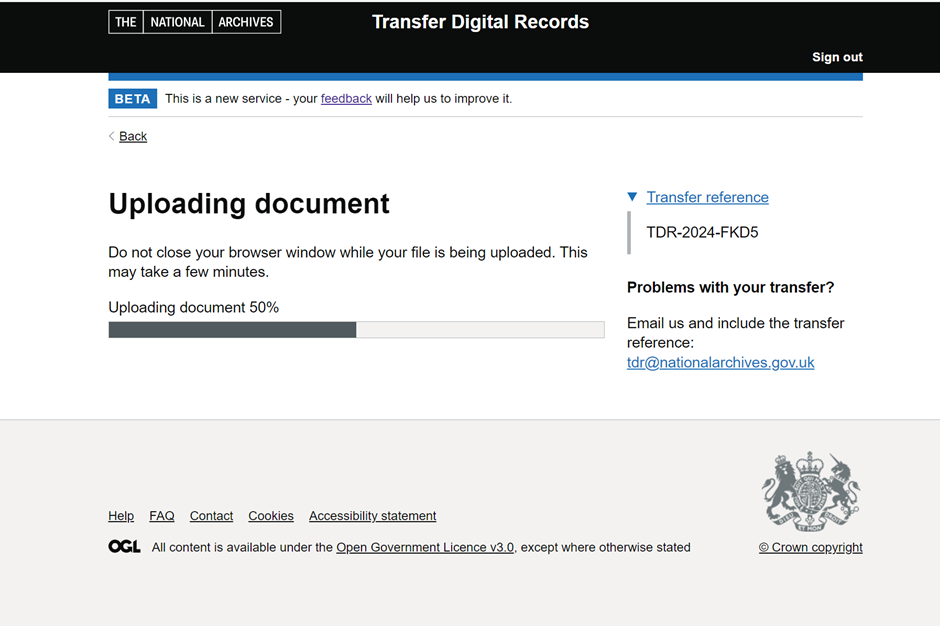 THE NATIONAL ARCHIVES
Transfer Digital Records
Sign out
BETA This is a new service - your feedback will help us to improve it.
Back
Uploading document
Do not close your browser window while your file is being uploaded. This
may take a few minutes.
Uploading document 50%
Transfer reference
TDR-2024-FKD5
Problems with your transfer?
Email us and include the transfer
reference:
tdr@nationalarchives.gov.uk
Help FAQ Contact Cookies Accessibility statement
OGL All content is available under the Open Government Licence v3.0, except where otherwise stated
© Crown copyright